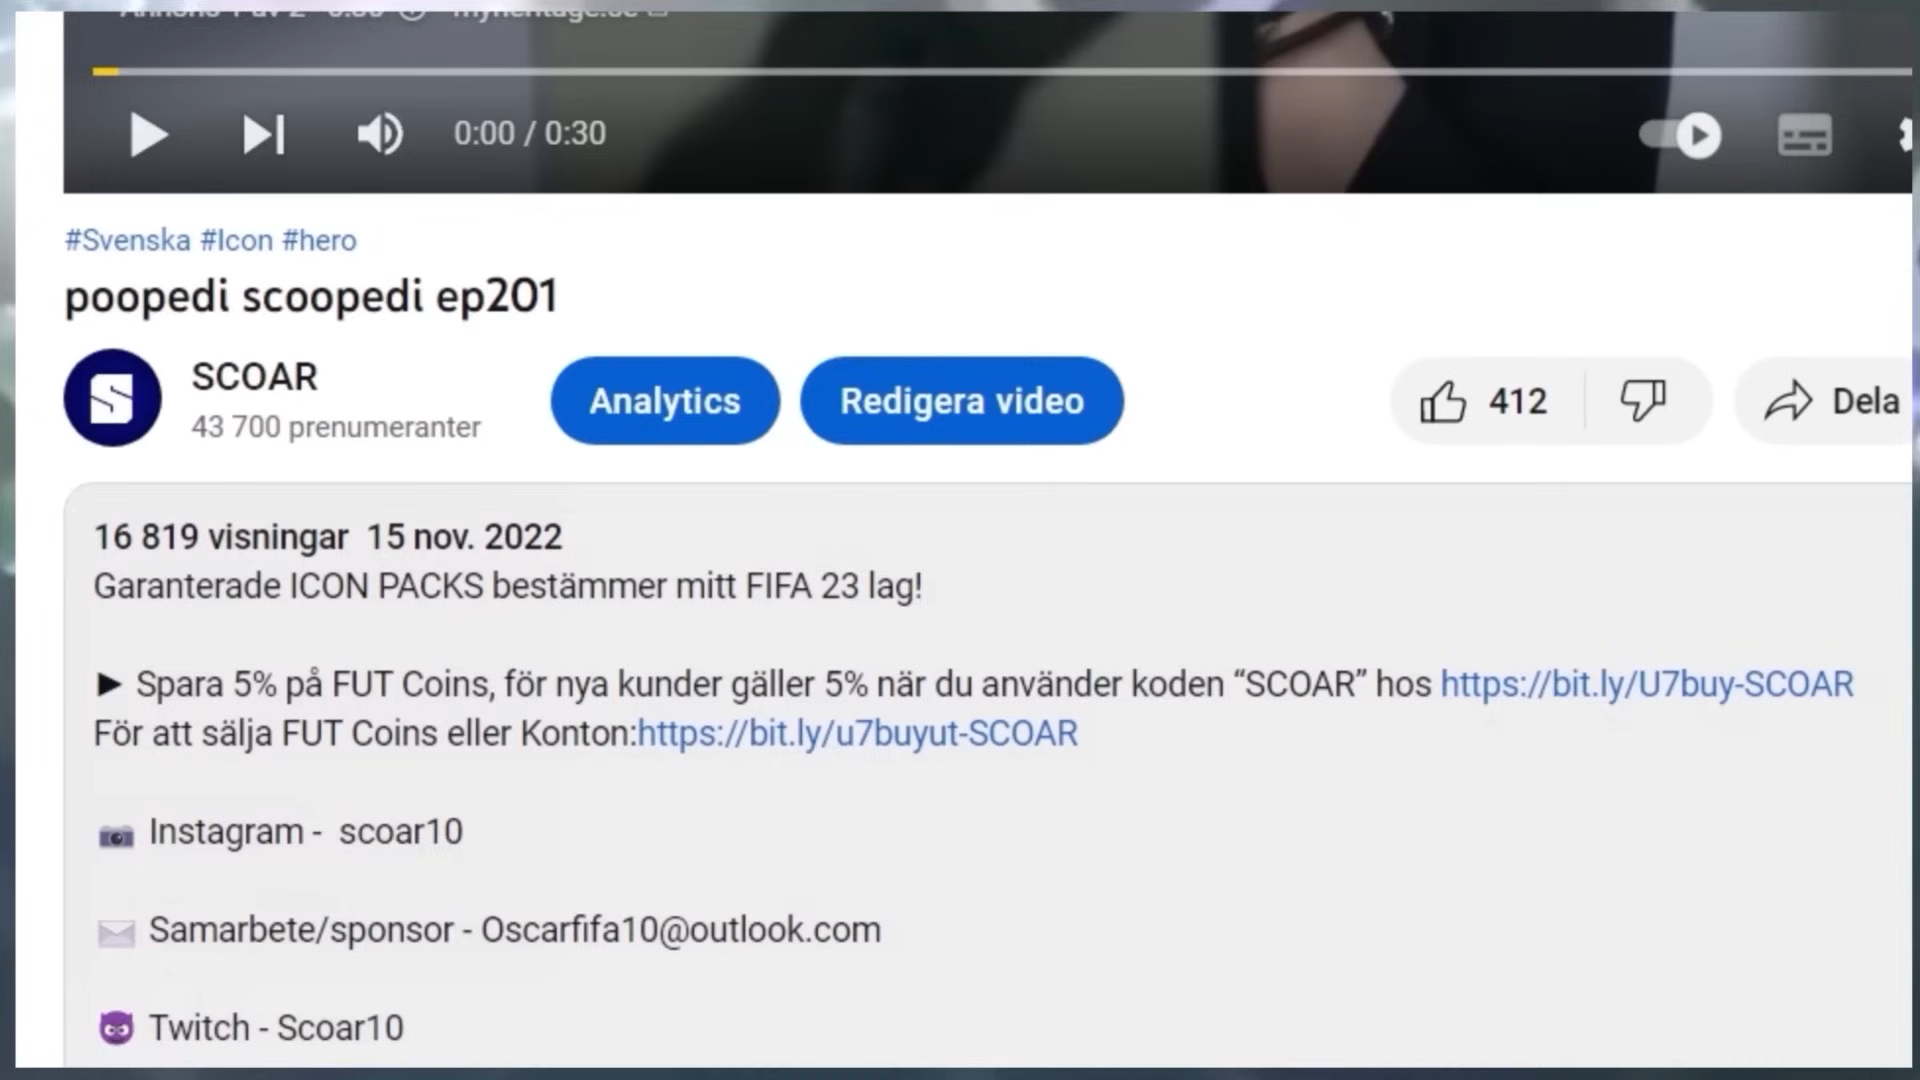 0:00 / 0:30
#Svenska #Icon #hero
poopedi scoopedi ep201
SCOAR
43 700 prenumeranter
Analytics
Redigera video
412
Dela
16 819 visningar 15 nov. 2022
Garanterade ICON PACKS bestämmer mitt FIFA 23 lag!
► Spara 5% på FUT Coins, för nya kunder gäller 5% när du använder koden “SCOAR” hos https://bit.ly/U7buy-SCOAR
För att sälja FUT Coins eller Konton:https://bit.ly/u7buyut-SCOAR
Instagram - scoar10
Samarbete/sponsor - Oscarfifa10@outlook.com
Twitch - Scoar10